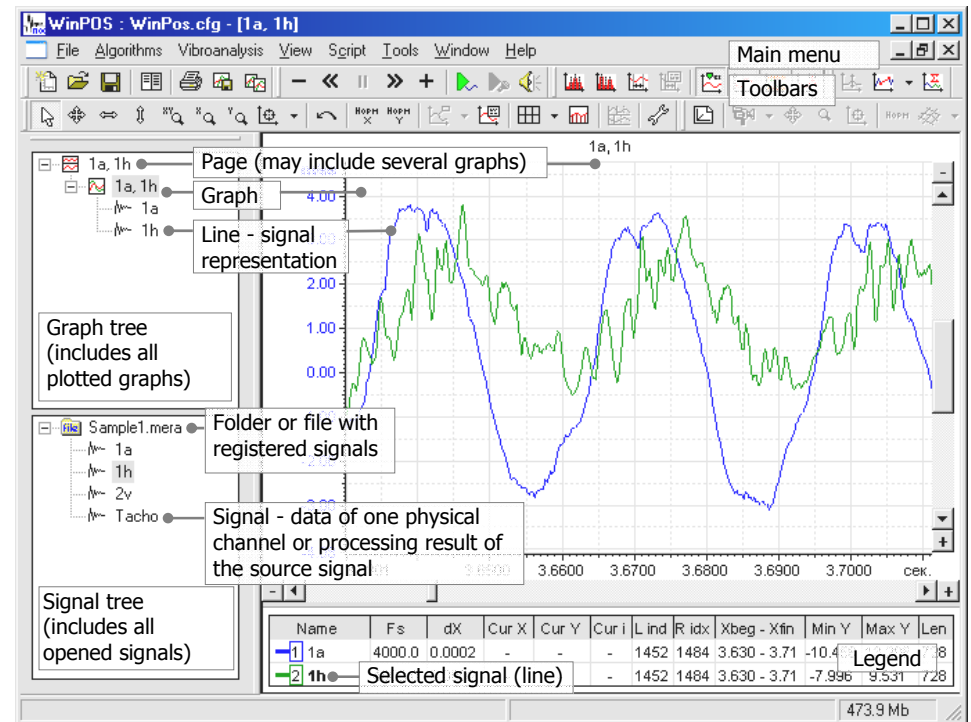 WinPOS : WinPos.cfg - [1a, 1h]
File Algorithms Vibroanalysis View Script Tools Window Help
Main menu
Toolbars
XY X Y НОРМ X НОРМ Y НОРМ
1a, 1h
1a, 1h
1a
1h
Page (may include several graphs)
Graph
Line - signal
representation
Graph tree
(includes all
plotted graphs)
Sample1.mera
1a
1h
2v
Tacho
Folder or file with
registered signals
Signal - data of one physical
channel or processing result of
the source signal
Signal tree
(includes all
opened signals)
1a, 1h
4.00
2.00
1.00
0.00
3.6600 3.6700 3.6800 3.6900 3.7000 сек.
Name Fs dX Cur X Cur Y Cur i L ind R idx Xbeg - Xfin Min Y Max Y Len
1 1a 4000.0 0.0002 - - - 1452 1484 3.630 - 3.71
2 1h - 1452 1484 3.630 - 3.71 -7.996 9.531 728
Selected signal (line)
Legend
473.9 Mb